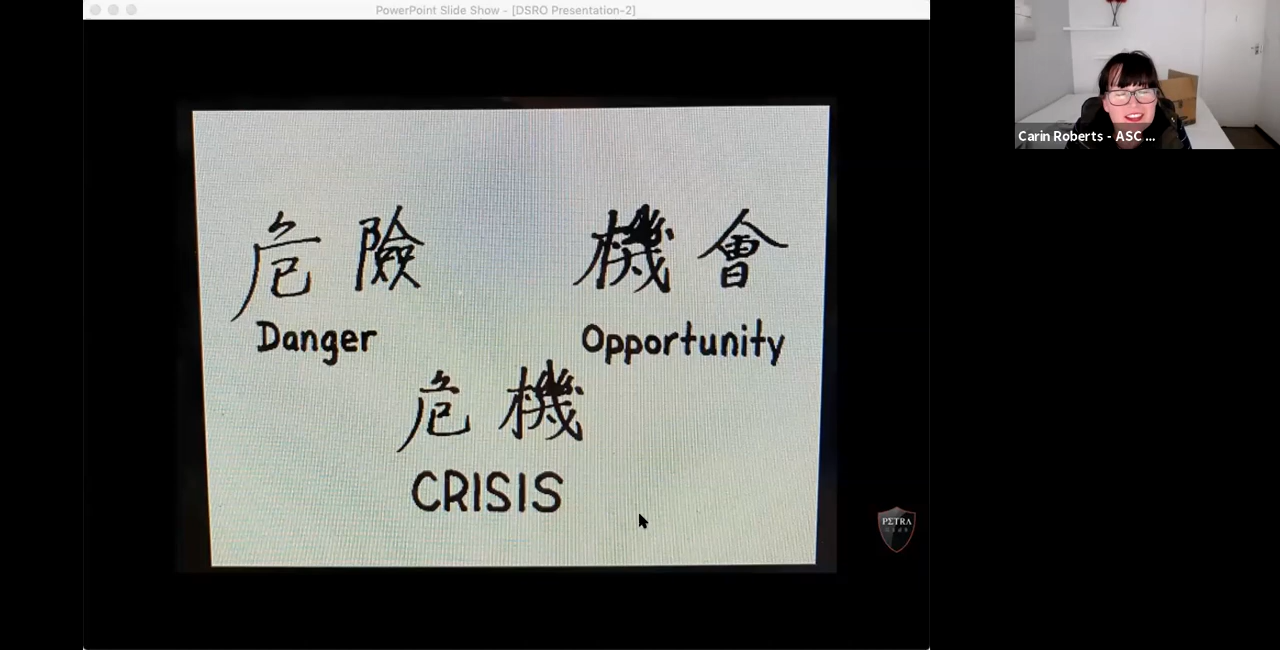 PowerPoint Slide Show - [DSRO Presentation-2]
危險 機會
Danger Opportunity
危機
CRISIS
Carin Roberts - ASC ...
PETRA